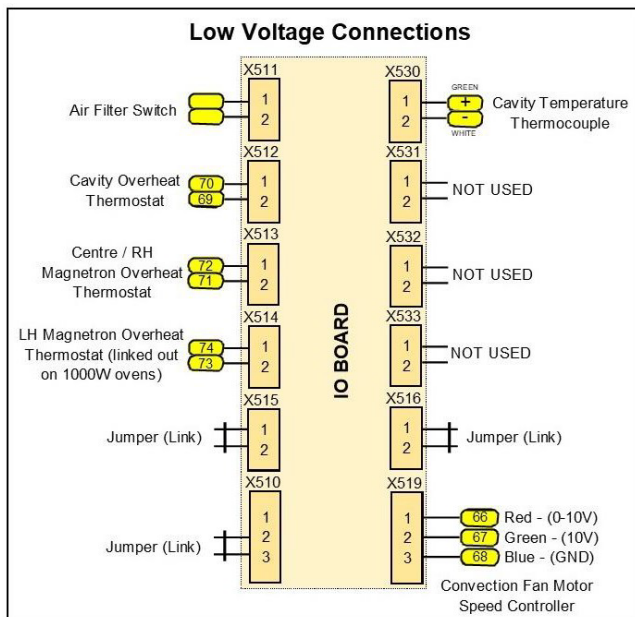 Low Voltage Connections
X511
1
2
Air Filter Switch
X512
1
2
70
69
Cavity Overheat
Thermostat
X513
1
2
72
71
Centre / RH
Magnetron Overheat
Thermostat
X514
1
2
74
73
LH Magnetron Overheat
Thermostat (linked out
on 1000W ovens)
X515
1
2
Jumper (Link)
X510
1
2
3
Jumper (Link)
IO BOARD
X530
1
2
GREEN
+
-
WHITE
Cavity Temperature
Thermocouple
X531
1
2
NOT USED
X532
1
2
NOT USED
X533
1
2
NOT USED
X516
1
2
Jumper (Link)
X519
1
2
3
66 Red - (0-10V)
67 Green - (10V)
68 Blue - (GND)
Convection Fan Motor
Speed Controller